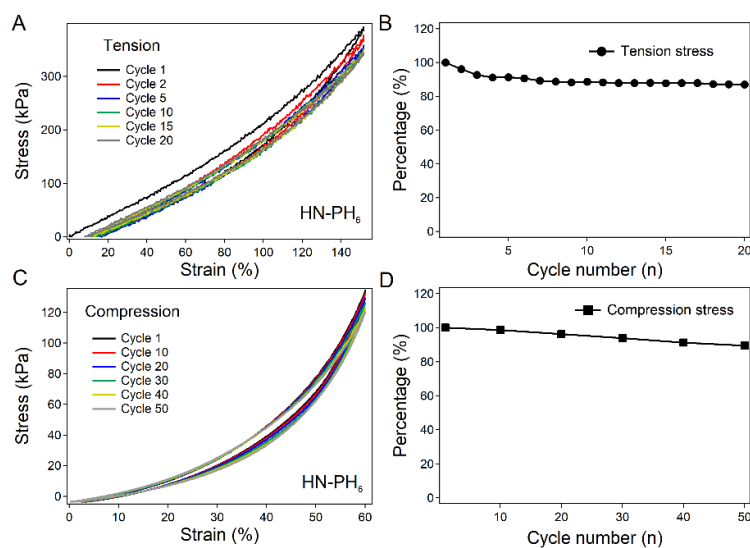 A
Tension
Cycle 1
Cycle 2
Cycle 5
Cycle 10
Cycle 15
Cycle 20
HN-PH6
Stress (kPa)
300
200
100
0
0 20 40 60 80 100 120 140
Strain (%)
B
Tension stress
Percentage (%)
120
100
80
60
40
20
0
5 10 15 20
Cycle number (n)
C
Compression
Cycle 1
Cycle 10
Cycle 20
Cycle 30
Cycle 40
Cycle 50
HN-PH6
Stress (kPa)
120
100
80
60
40
20
0
0 10 20 30 40 50 60
Strain (%)
D
Compression stress
Percentage (%)
120
100
80
60
40
20
0
10 20 30 40 50
Cycle number (n)